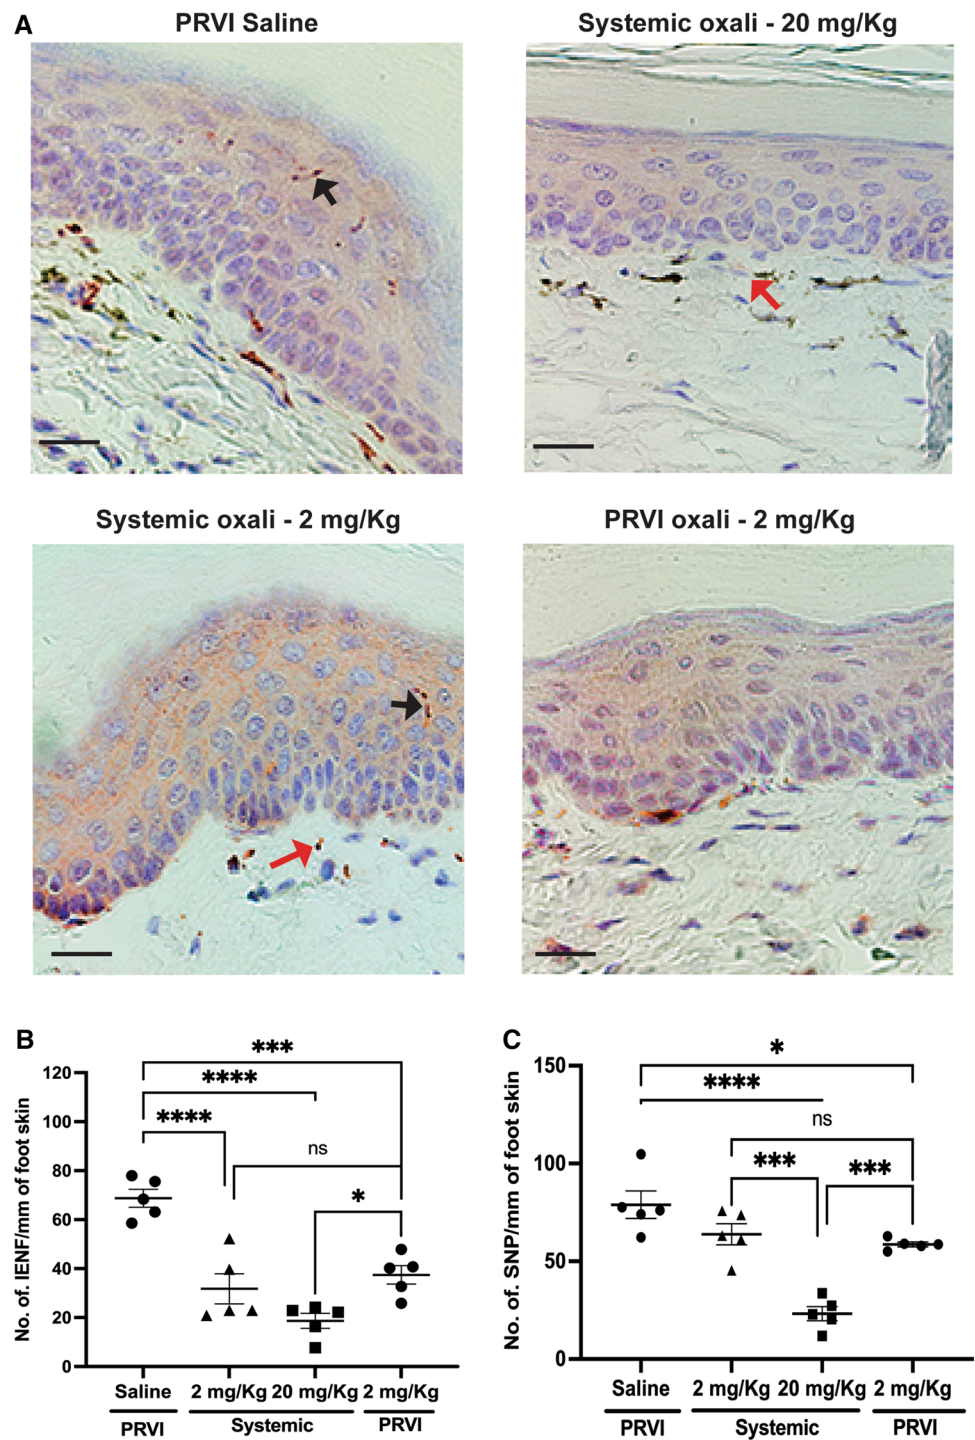 A
PRVI Saline
Systemic oxali - 20 mg/Kg
Systemic oxali - 2 mg/Kg
PRVI oxali - 2 mg/Kg
B
No. of. IENF/mm of foot skin
120
100
80
60
40
20
0
***
****
****
ns
*
Saline 2 mg/Kg 20 mg/Kg 2 mg/Kg
PRVI Systemic PRVI
C
No. of. SNP/mm of foot skin
150
100
50
0
*
****
ns
*** ***
Saline 2 mg/Kg 20 mg/Kg 2 mg/Kg
PRVI Systemic PRVI